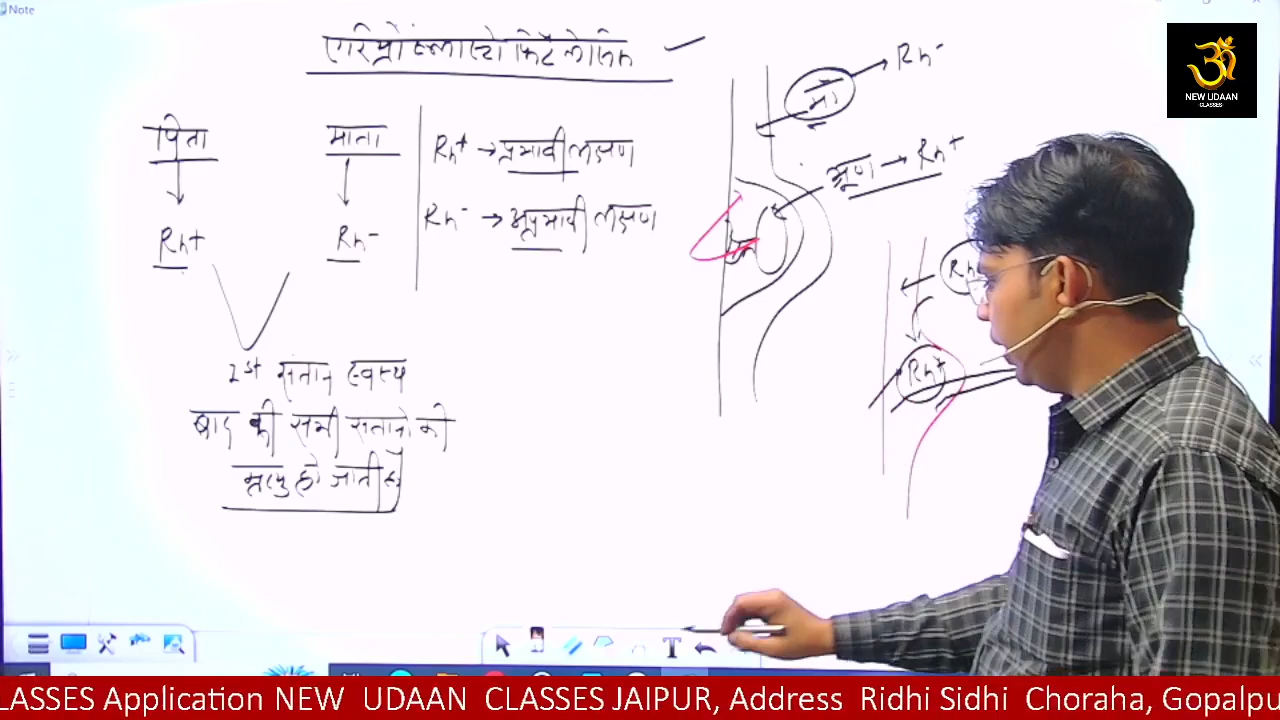 Note
एरिथ्रोब्लास्टोफिटेलेसिस
पिता
माता
Rh+
Rh-
Rh+ → प्रभावी लक्षण
Rh- → अप्रभावी लक्षण
1st संतान स्वस्थ
बाद की सभी संतानो की
मृत्यु हो जाती है
माँ → Rh-
भ्रूण → Rh+
Rh+
NEW UDAAN
CLASSES
LASSES Application NEW UDAAN CLASSES JAIPUR, Address Ridhi Sidhi Choraha, Gopalpu